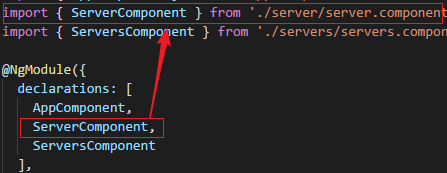 import { ServerComponent } from './server/server.component
import { ServersComponent } from './servers/servers.compon
@NgModule({
declarations: [
AppComponent,
ServerComponent,
ServersComponent
],